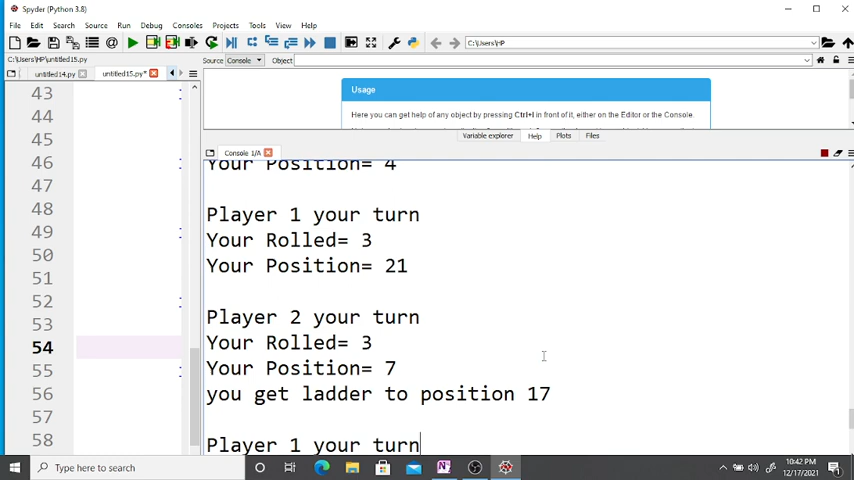 Spyder (Python 3.8)
File Edit Search Source Run Debug Consoles Projects Tools View Help
C:\Users\HP
C:\Users\HP\untitled15.py
Source Console Object
untitled14.py untitled15.py*
Usage
Here you can get help of any object by pressing Ctrl+I in front of it, either on the Editor or the Console.
Variable explorer Help Plots Files
Console 1/A
43
44
45
46
47
48
49
50
51
52
53
54
55
56
57
58
Your Position= 4
Player 1 your turn
Your Rolled= 3
Your Position= 21
Player 2 your turn
Your Rolled= 3
Your Position= 7
you get ladder to position 17
Player 1 your turn
Type here to search
10:42 PM
12/17/2021